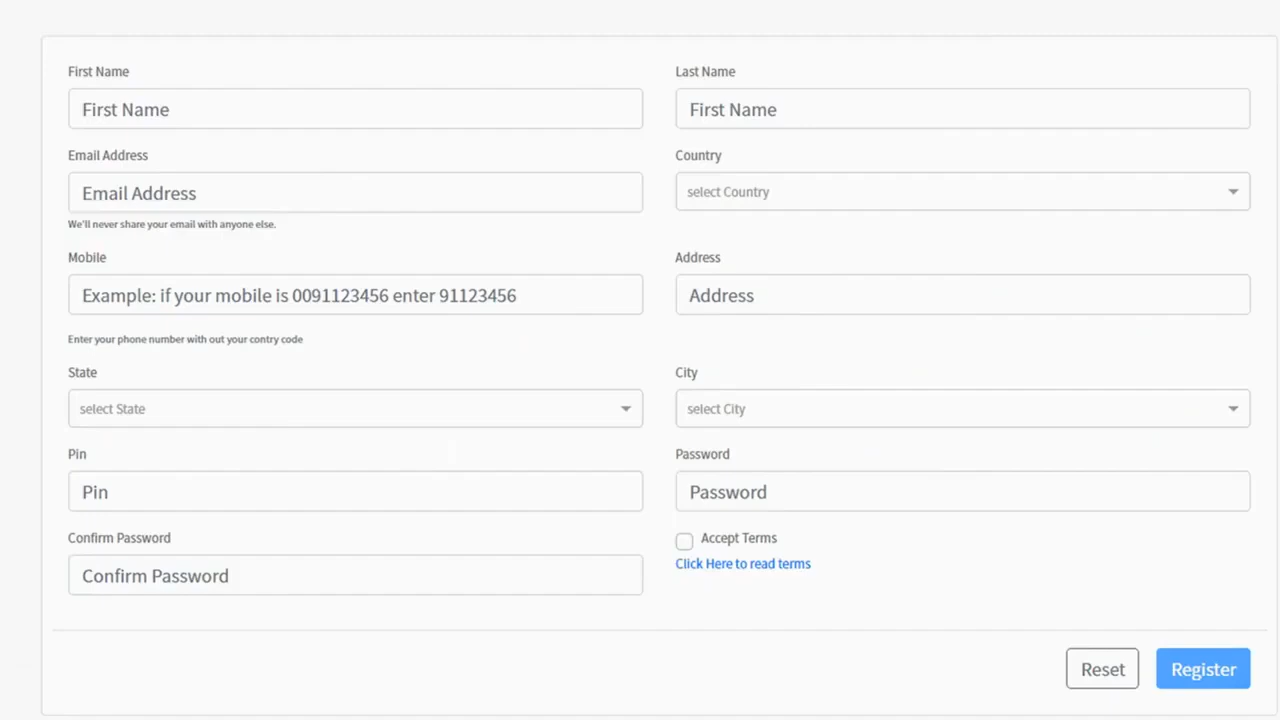 First Name
Last Name
First Name
First Name
Email Address
Country
Email Address
select Country
We'll never share your email with anyone else.
Mobile
Address
Example: if your mobile is 0091123456 enter 91123456
Address
Enter your phone number with out your contry code
State
City
select State
select City
Pin
Password
Pin
Password
Confirm Password
Accept Terms
Click Here to read terms
Confirm Password
Reset
Register